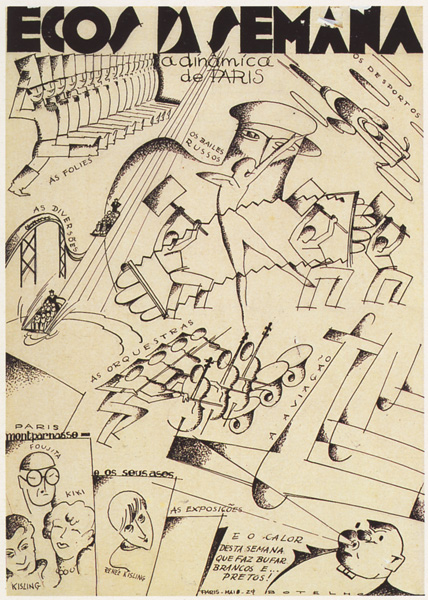 ECOS DA SEMANA
a dinâmica
de PARIS
OS DESPORTOS
AS FOLIES
OS BAILES
RUSSOS
AS DIVERSÕES
AS ORQUESTRAS
A AVIAÇÃO
PARIS
montparnasse =
e os seus ases
FOUJITA
KIKI
KISLING
RENÉE KISLING
AS EXPOSIÇÕES
E O CALOR
DESTA SEMANA
QUE FAZ BUFAR
BRANCOS E...
PRETOS!
PARIS - MAIO - 29 BOTELHO